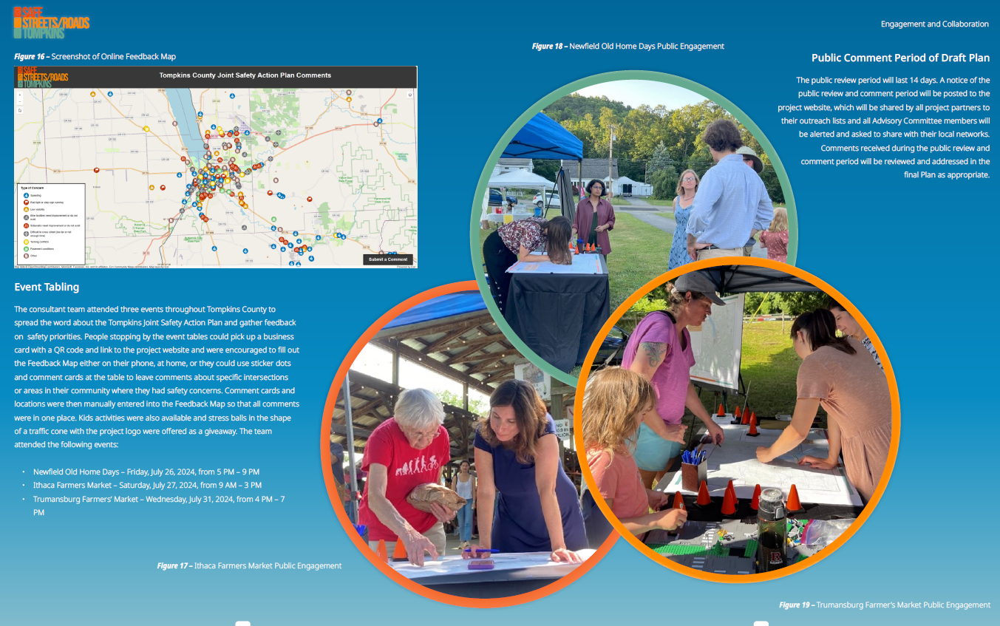 SAFE
STREETS/ROADS
TOMPKINS
Engagement and Collaboration
Figure 16 – Screenshot of Online Feedback Map
SAFE
STREETS/ROADS
TOMPKINS
Tompkins County Joint Safety Action Plan Comments
Type of Concern
Speeding
Red light or stop sign running
Low visibility
Bike facilities need improvement or do not
exist
Sidewalks need improvement or do not exist
Difficult to cross street (too far or not
enough time)
Turning conflicts
Pavement conditions
Other
Submit a Comment
Event Tabling
The consultant team attended three events throughout Tompkins County to
spread the word about the Tompkins Joint Safety Action Plan and gather feedback
on  safety priorities. People stopping by the event tables could pick up a business
card with a QR code and link to the project website and were encouraged to fill out
the Feedback Map either on their phone, at home, or they could use sticker dots
and comment cards at the table to leave comments about specific intersections
or areas in their community where they had safety concerns. Comment cards and
locations were then manually entered into the Feedback Map so that all comments
were in one place. Kids activities were also available and stress balls in the shape
of a traffic cone with the project logo were offered as a giveaway. The team
attended the following events:
• Newfield Old Home Days – Friday, July 26, 2024, from 5 PM – 9 PM
• Ithaca Farmers Market – Saturday, July 27, 2024, from 9 AM – 3 PM
• Trumansburg Farmers' Market – Wednesday, July 31, 2024, from 4 PM – 7
PM
Figure 17 – Ithaca Farmers Market Public Engagement
Figure 18 – Newfield Old Home Days Public Engagement
Public Comment Period of Draft Plan
The public review period will last 14 days. A notice of the
public review and comment period will be posted to the
project website, which will be shared by all project partners to
their outreach lists and all Advisory Committee members will
be alerted and asked to share with their local networks.
Comments received during the public review and
comment period will be reviewed and addressed in the
final Plan as appropriate.
Figure 19 – Trumansburg Farmer's Market Public Engagement